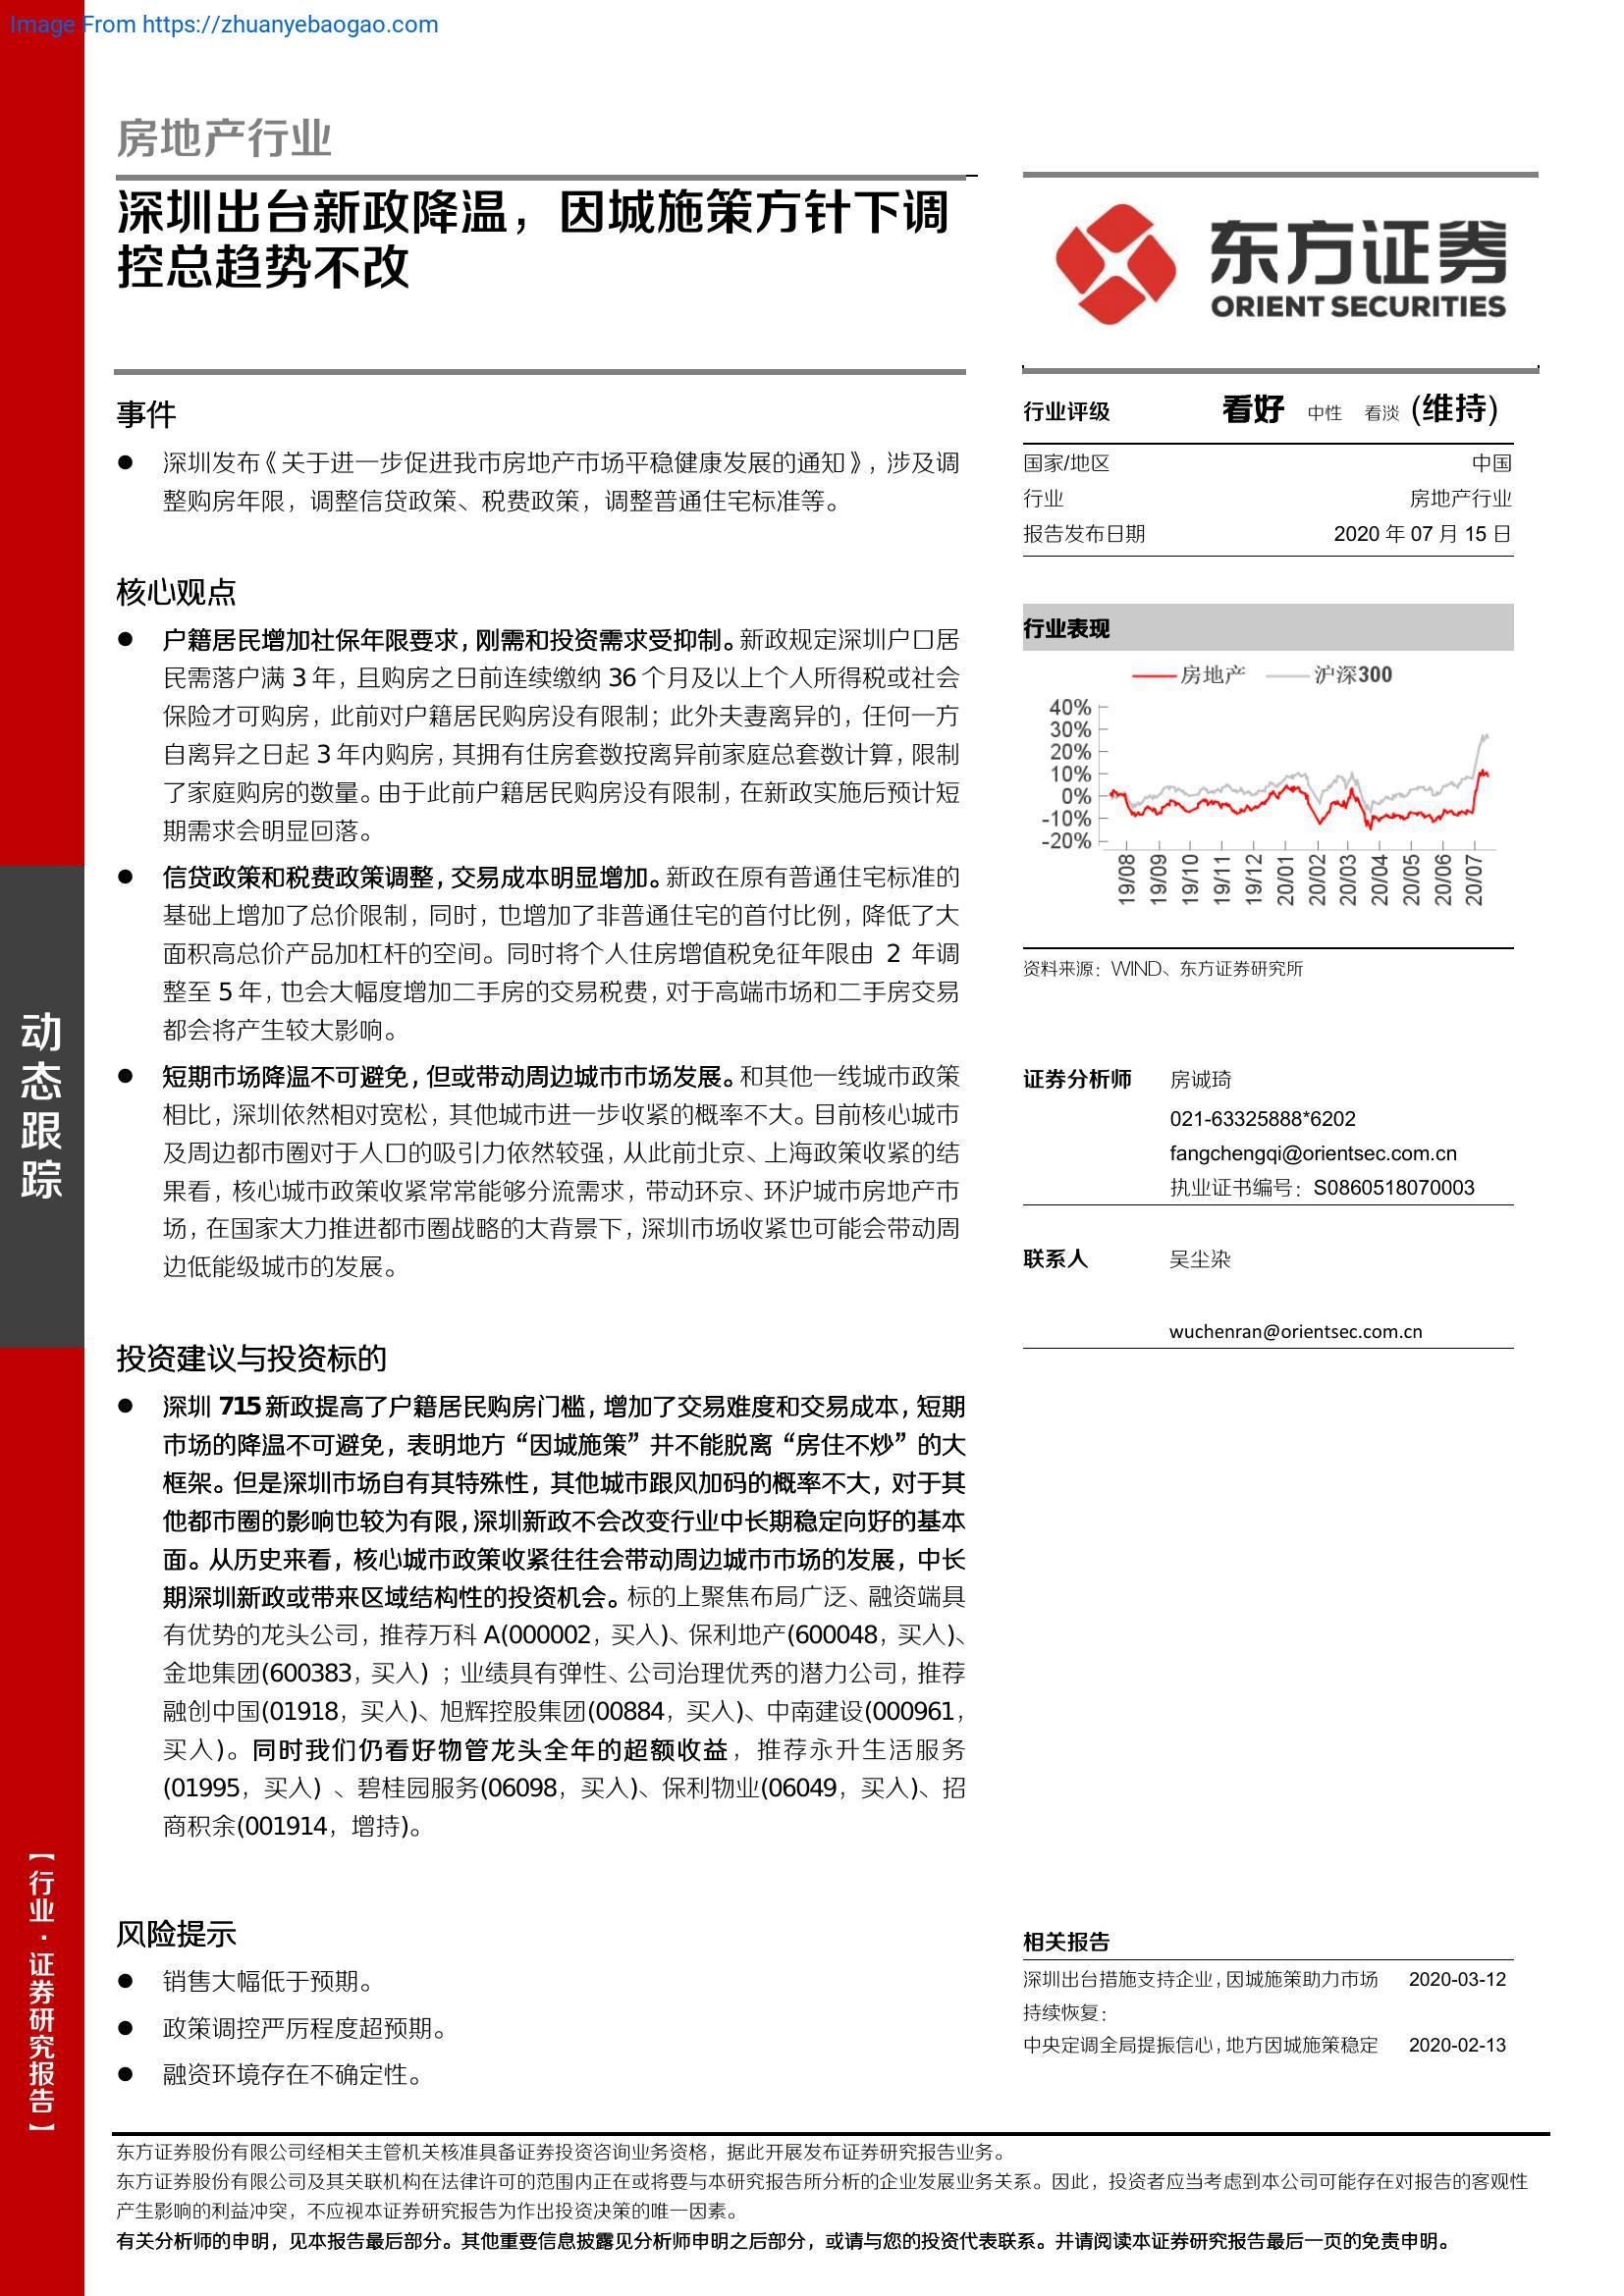 Image From https://zhuanyebaogao.com
房地产行业
深圳出台新政降温，因城施策方针下调
控总趋势不改
东方证券
ORIENT SECURITIES
事件
● 深圳发布《关于进一步促进我市房地产市场平稳健康发展的通知》，涉及调
整购房年限，调整信贷政策、税费政策，调整普通住宅标准等。
核心观点
● 户籍居民增加社保年限要求，刚需和投资需求受抑制。新政规定深圳户口居
民需落户满 3 年，且购房之日前连续缴纳 36 个月及以上个人所得税或社会
保险才可购房，此前对户籍居民购房没有限制；此外夫妻离异的，任何一方
自离异之日起 3 年内购房，其拥有住房套数按离异前家庭总套数计算，限制
了家庭购房的数量。由于此前户籍居民购房没有限制，在新政实施后预计短
期需求会明显回落。
● 信贷政策和税费政策调整，交易成本明显增加。新政在原有普通住宅标准的
基础上增加了总价限制，同时，也增加了非普通住宅的首付比例，降低了大
面积高总价产品加杠杆的空间。同时将个人住房增值税免征年限由 2 年调
整至 5 年，也会大幅度增加二手房的交易税费，对于高端市场和二手房交易
都会将产生较大影响。
● 短期市场降温不可避免，但或带动周边城市市场发展。和其他一线城市政策
相比，深圳依然相对宽松，其他城市进一步收紧的概率不大。目前核心城市
及周边都市圈对于人口的吸引力依然较强，从此前北京、上海政策收紧的结
果看，核心城市政策收紧常常能够分流需求，带动环京、环沪城市房地产市
场，在国家大力推进都市圈战略的大背景下，深圳市场收紧也可能会带动周
边低能级城市的发展。
投资建议与投资标的
● 深圳 715 新政提高了户籍居民购房门槛，增加了交易难度和交易成本，短期
市场的降温不可避免，表明地方“因城施策”并不能脱离“房住不炒”的大
框架。但是深圳市场自有其特殊性，其他城市跟风加码的概率不大，对于其
他都市圈的影响也较为有限，深圳新政不会改变行业中长期稳定向好的基本
面。从历史来看，核心城市政策收紧往往会带动周边城市市场的发展，中长
期深圳新政或带来区域结构性的投资机会。标的上聚焦布局广泛、融资端具
有优势的龙头公司，推荐万科 A(000002，买入)、保利地产(600048，买入)、
金地集团(600383，买入) ；业绩具有弹性、公司治理优秀的潜力公司，推荐
融创中国(01918，买入)、旭辉控股集团(00884，买入)、中南建设(000961，
买入)。同时我们仍看好物管龙头全年的超额收益，推荐永升生活服务
(01995，买入) 、碧桂园服务(06098，买入)、保利物业(06049，买入)、招
商积余(001914，增持)。
风险提示
● 销售大幅低于预期。
● 政策调控严厉程度超预期。
● 融资环境存在不确定性。
行业评级 看好 中性 看淡 (维持)
国家/地区 中国
行业 房地产行业
报告发布日期 2020 年 07 月 15 日
行业表现
房地产 沪深300
40%
30%
20%
10%
0%
-10%
-20%
19/08 19/09 19/10 19/11 19/12 20/01 20/02 20/03 20/04 20/05 20/06 20/07
资料来源：WIND、东方证券研究所
证券分析师 房诚琦
021-63325888*6202
fangchengqi@orientsec.com.cn
执业证书编号：S0860518070003
联系人 吴尘染
wuchenran@orientsec.com.cn
相关报告
深圳出台措施支持企业，因城施策助力市场 2020-03-12
持续恢复：
中央定调全局提振信心，地方因城施策稳定 2020-02-13
动态跟踪
【行业·证券研究报告】
东方证券股份有限公司经相关主管机关核准具备证券投资咨询业务资格，据此开展发布证券研究报告业务。
东方证券股份有限公司及其关联机构在法律许可的范围内正在或将要与本研究报告所分析的企业发展业务关系。因此，投资者应当考虑到本公司可能存在对报告的客观性
产生影响的利益冲突，不应视本证券研究报告为作出投资决策的唯一因素。
有关分析师的申明，见本报告最后部分。其他重要信息披露见分析师申明之后部分，或请与您的投资代表联系。并请阅读本证券研究报告最后一页的免责申明。